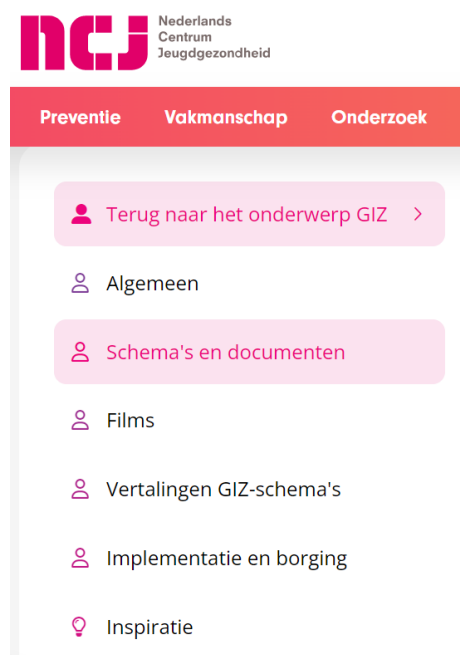 ncj
Nederlands
Centrum
Jeugdgezondheid
Preventie Vakmanschap Onderzoek
Terug naar het onderwerp GIZ
Algemeen
Schema's en documenten
Films
Vertalingen GIZ-schema's
Implementatie en borging
Inspiratie